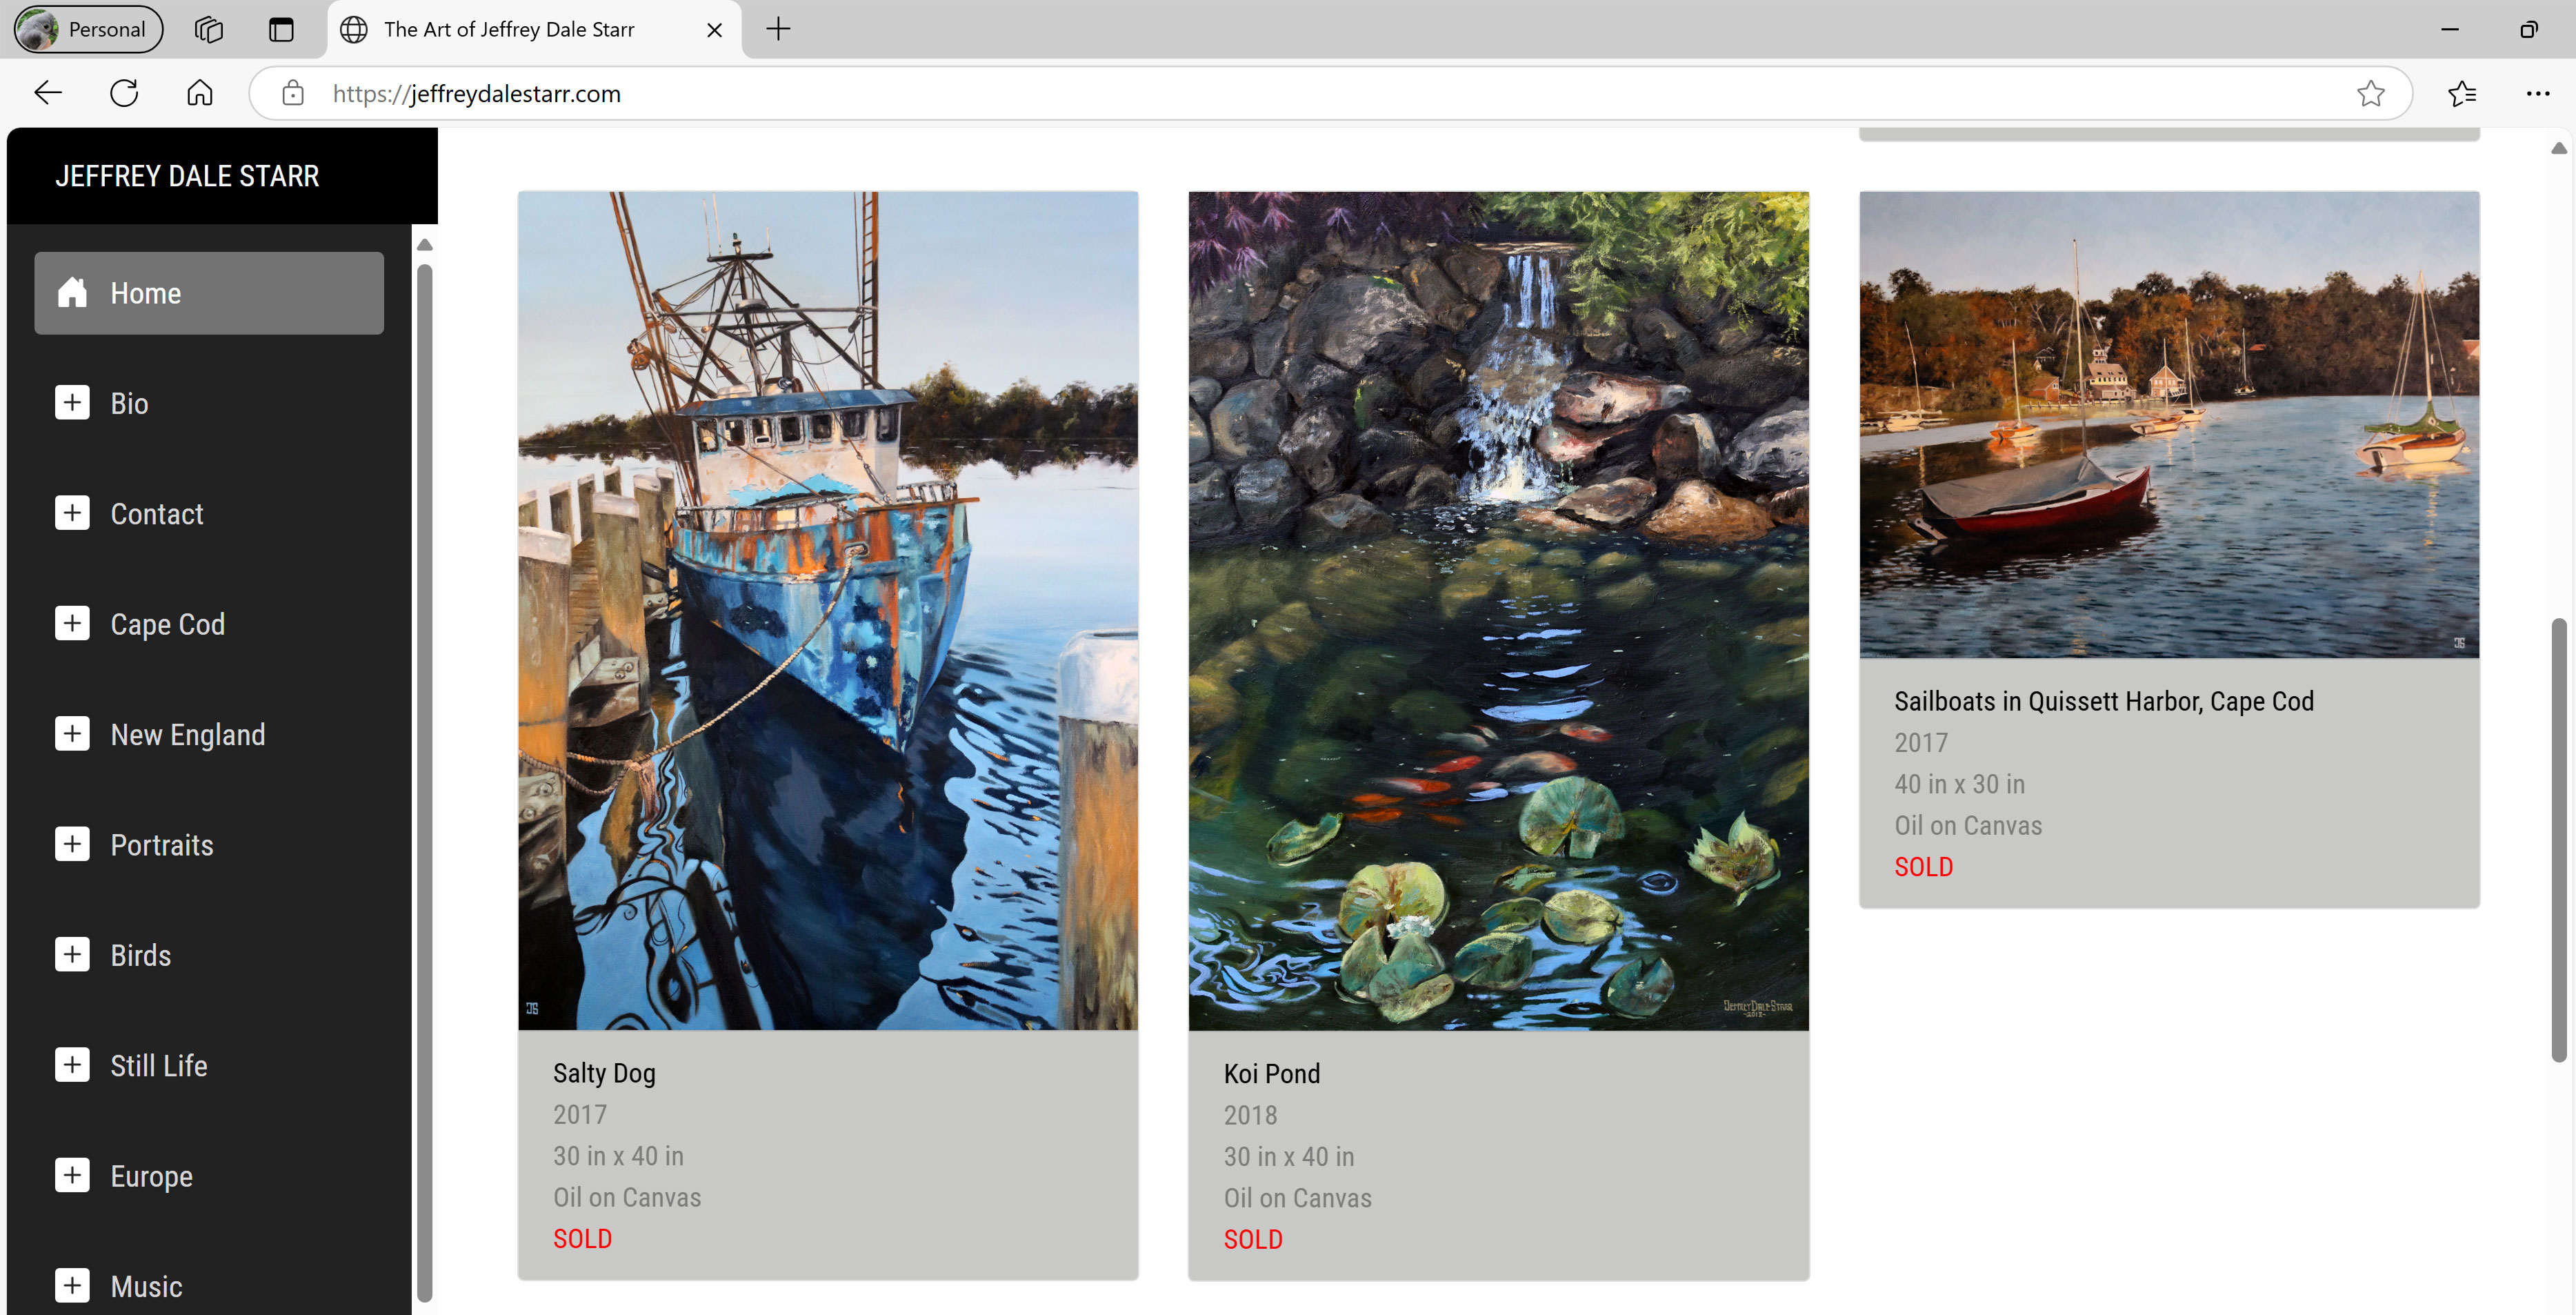 Personal
The Art of Jeffrey Dale Starr
https://jeffreydalestarr.com
JEFFREY DALE STARR
Home
Bio
Contact
Cape Cod
New England
Portraits
Birds
Still Life
Europe
Music
JS
Salty Dog
2017
30 in x 40 in
Oil on Canvas
SOLD
JEFFREY DALE STARR
Koi Pond
2018
30 in x 40 in
Oil on Canvas
SOLD
JS
Sailboats in Quissett Harbor, Cape Cod
2017
40 in x 30 in
Oil on Canvas
SOLD